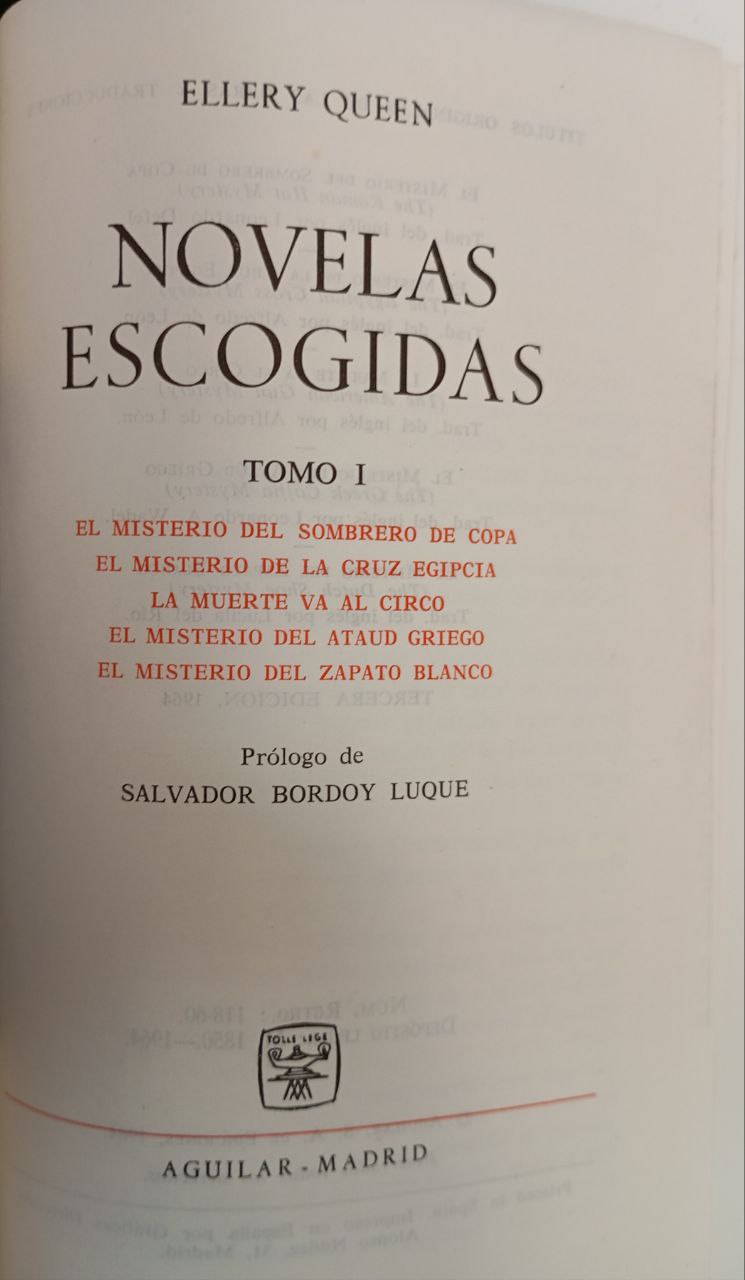 ELLERY QUEEN
NOVELAS
ESCOGIDAS
TOMO I
EL MISTERIO DEL SOMBRERO DE COPA
EL MISTERIO DE LA CRUZ EGIPCIA
LA MUERTE VA AL CIRCO
EL MISTERIO DEL ATAUD GRIEGO
EL MISTERIO DEL ZAPATO BLANCO
Prólogo de
SALVADOR BORDOY LUQUE
TOLLE LEGE
AGUILAR - MADRID